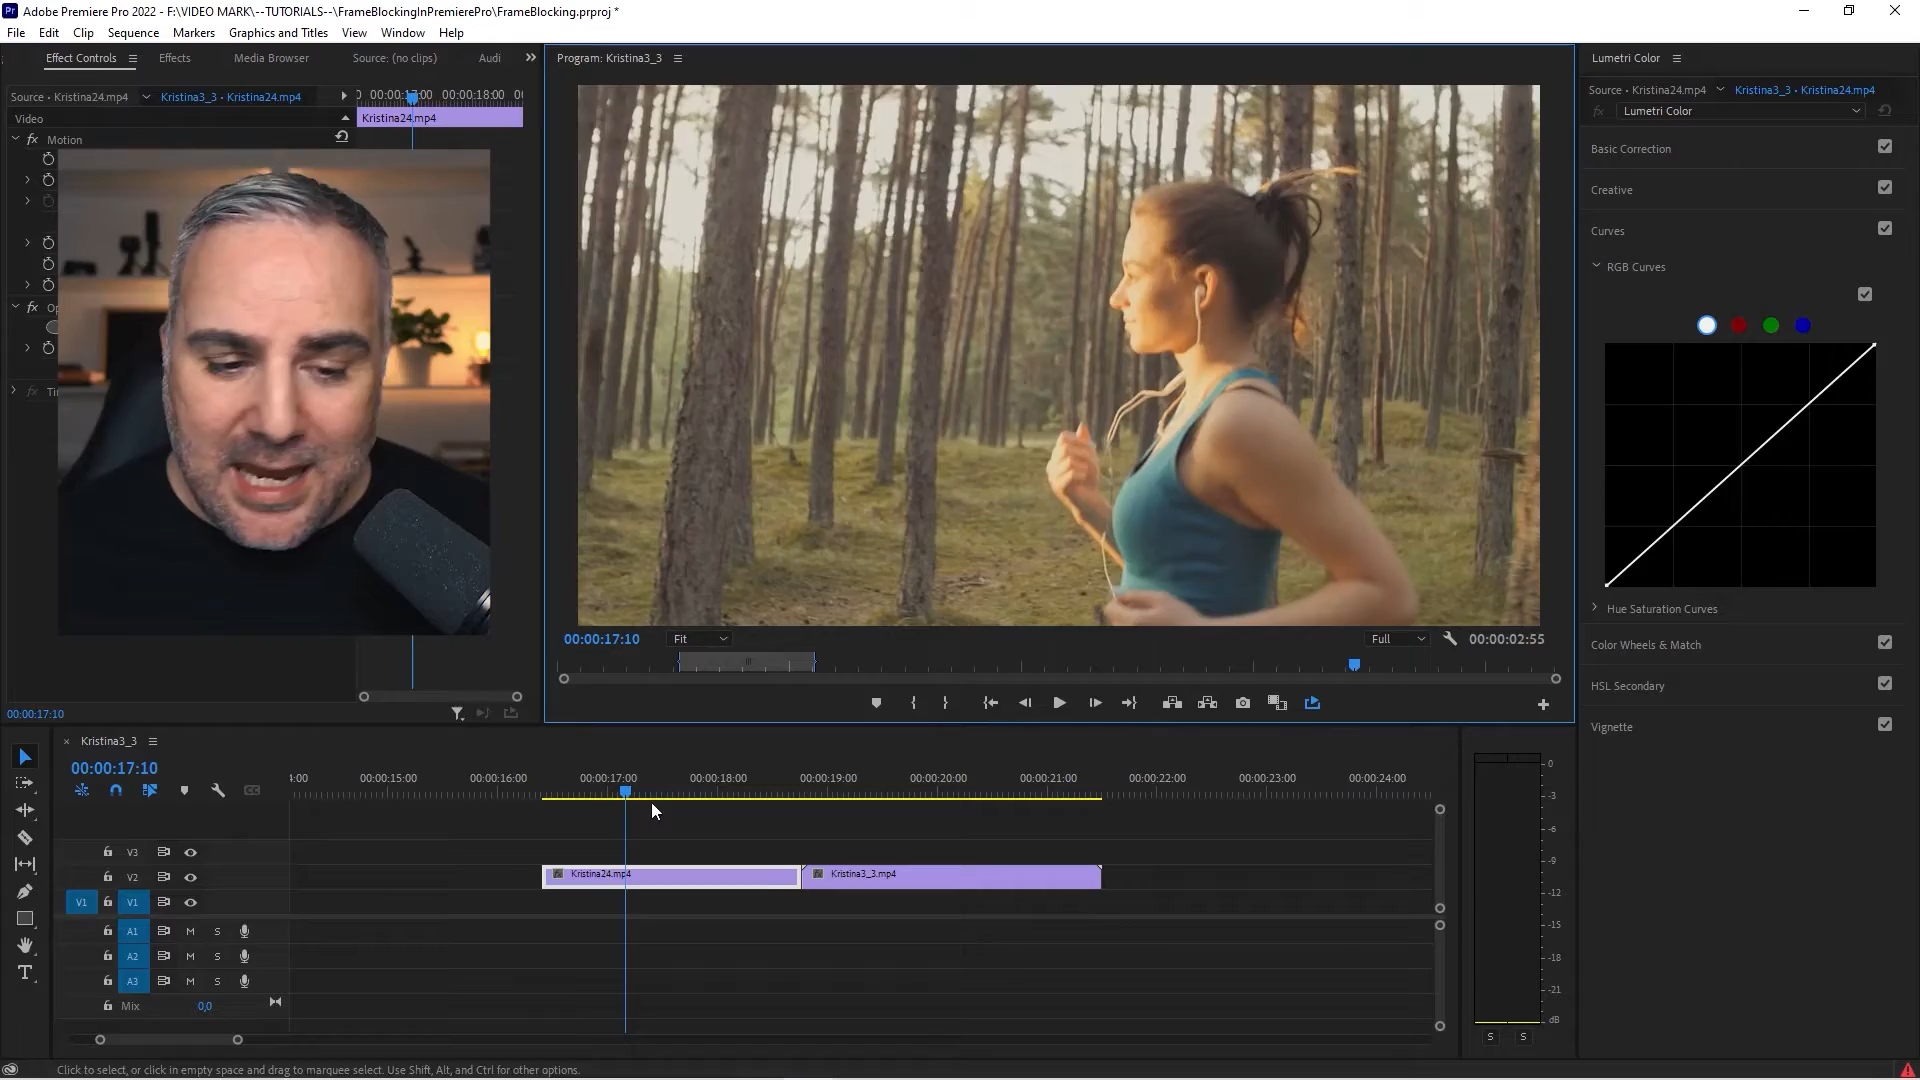 Pr Adobe Premiere Pro 2022 - F:\VIDEO MARK\--TUTORIALS--\FrameBlockingInPremierePro\FrameBlocking.prproj *
File Edit Clip Sequence Markers Graphics and Titles View Window Help
Effect Controls Effects Media Browser Source: (no clips) Audi
Program: Kristina3_3
Lumetri Color
Source • Kristina24.mp4 Kristina3_3 • Kristina24.mp4
00:00:17:00 00:00:18:00
Source • Kristina24.mp4 Kristina3_3 • Kristina24.mp4
Video
Kristina24.mp4
fx Lumetri Color
fx Motion
Basic Correction
Creative
Curves
RGB Curves
fx Op
fx Tir
Hue Saturation Curves
00:00:17:10 Fit Full 00:00:02:55
Color Wheels & Match
HSL Secondary
00:00:17:10
Vignette
Kristina3_3
00:00:17:10
4:00 00:00:15:00 00:00:16:00 00:00:17:00 00:00:18:00 00:00:19:00 00:00:20:00 00:00:21:00 00:00:22:00 00:00:23:00 00:00:24:00
V3
V2
Kristina24.mp4 Kristina3_3.mp4
V1 V1
A1 M S
A2 M S
A3 M S
Mix 0,0
0
-3
-6
-9
-12
-15
-18
-21
dB
S S
Click to select, or click in empty space and drag to marquee select. Use Shift, Alt, and Ctrl for other options.